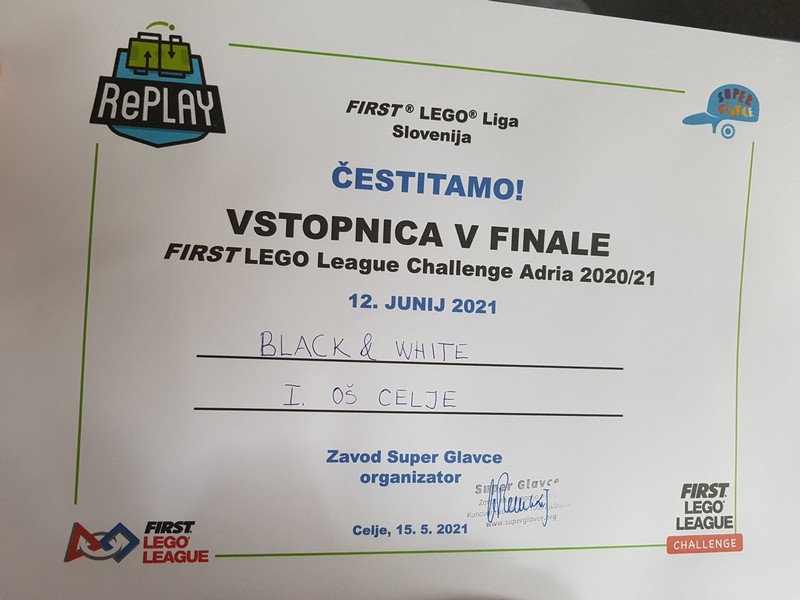 RePLAY
SUPER
GLAVCE
FIRST® LEGO® Liga
Slovenija
ČESTITAMO!
VSTOPNICA V FINALE
FIRST LEGO League Challenge Adria 2020/21
12. JUNIJ 2021
BLACK & WHITE
I. OŠ CELJE
Zavod Super Glavce
organizator
Super Glavce
www.superglavce.org
Celje, 15. 5. 2021
FIRST
LEGO
LEAGUE
FIRST
LEGO
LEAGUE
CHALLENGE